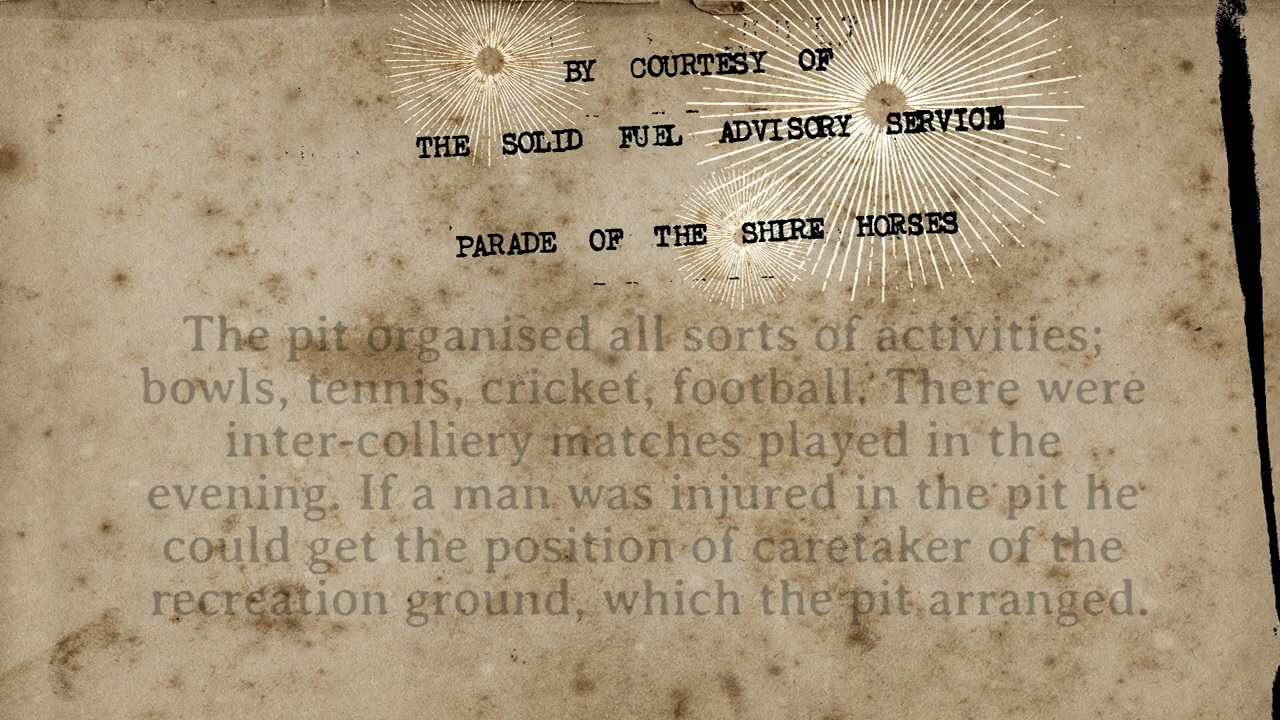 BY COURTESY OF
THE SOLID FUEL ADVISORY SERVICE
PARADE OF THE SHIRE HORSES
The pit organised all sorts of activities;
bowls, tennis, cricket, football. There were
inter-colliery matches played in the
evening. If a man was injured in the pit he
could get the position of caretaker of the
recreation ground, which the pit arranged.